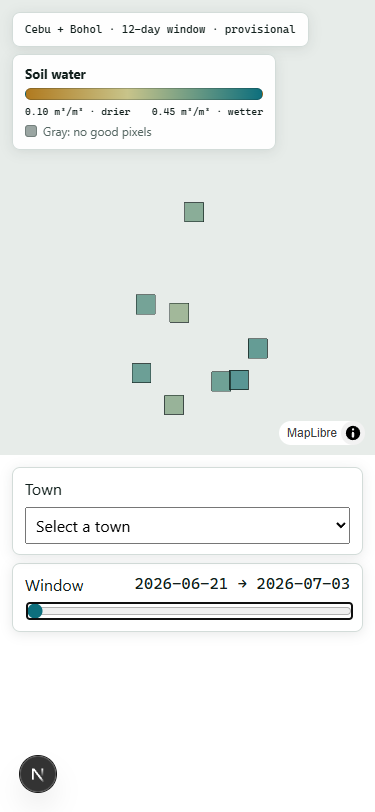 Cebu + Bohol · 12-day window · provisional
Soil water
0.10 m³/m³ · drier 0.45 m³/m³ · wetter
Gray: no good pixels
MapLibre
Town
Select a town
Window 2026-06-21 → 2026-07-03
N